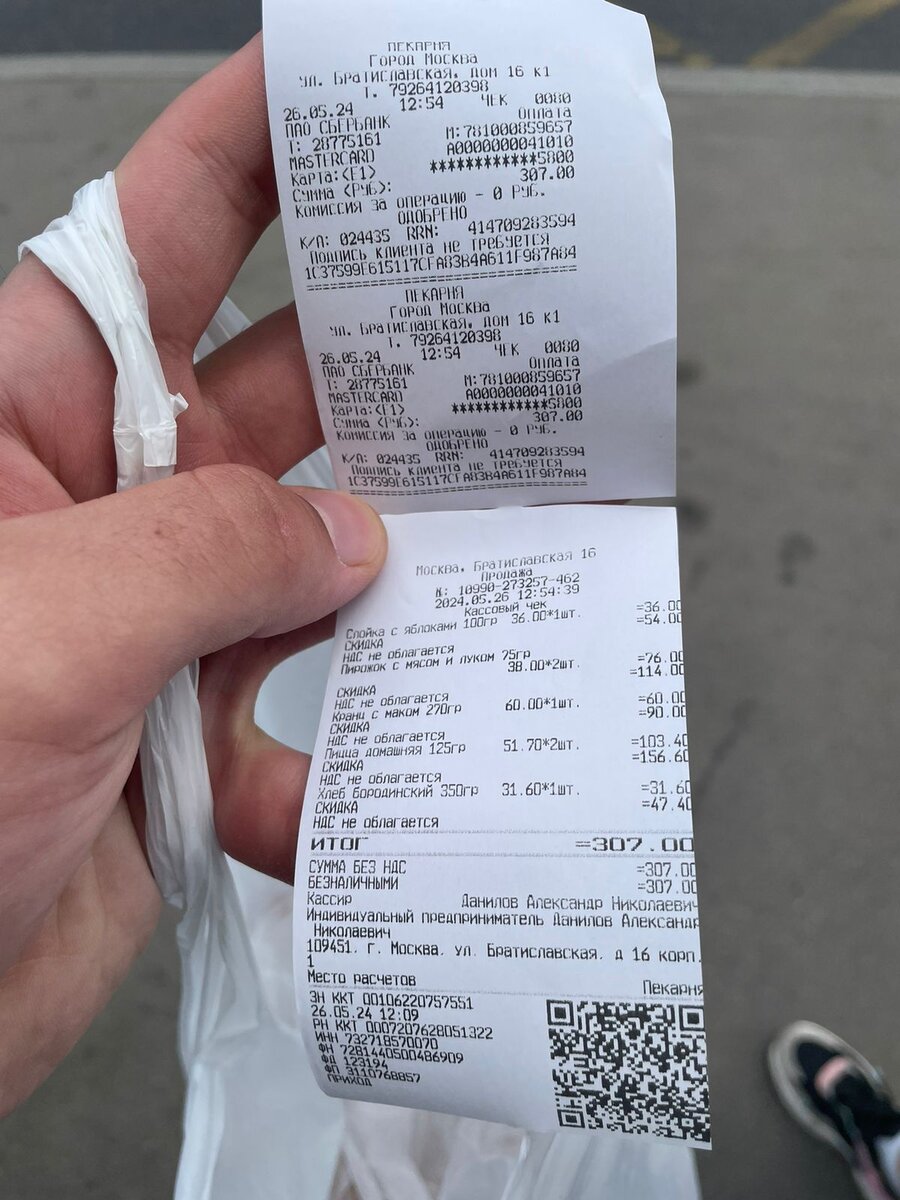 ПЕКАРНЯ
Город Москва
ул. Братиславская, дом 16 к1
т. 79264120398
26.05.24 12:54 ЧЕК 0080
ПАО СБЕРБАНК Оплата
Т: 28775161 М:781000859657
MASTERCARD A0000000041010
Карта:(E1) ************5800
Сумма (Руб): 307.00
Комиссия за операцию - 0 Руб.
ОДОБРЕНО
К/П: 024435 RRN: 414709283594
Подпись клиента не требуется
1C37599E615117CFA83B4A611F987A84
==============================
ПЕКАРНЯ
Город Москва
ул. Братиславская, дом 16 к1
т. 79264120398
26.05.24 12:54 ЧЕК 0080
ПАО СБЕРБАНК Оплата
Т: 28775161 М:781000859657
MASTERCARD A0000000041010
Карта:(E1) ************5800
Сумма (Руб): 307.00
Комиссия за операцию - 0 Руб.
ОДОБРЕНО
К/П: 024435 RRN: 414709283594
Подпись клиента не требуется
1C37599E615117CFA83B4A611F987A84
==============================
Москва, Братиславская 16
Продажа
№: 10990-273257-462
2024.05.26 12:54:39
Кассовый чек
Слойка с яблоками 100гр 36.00*1шт. =36.00
СКИДКА =54.00
НДС не облагается
Пирожок с мясом и луком 75гр
38.00*2шт. =76.00
СКИДКА =114.00
НДС не облагается
Кранц с маком 270гр 60.00*1шт. =60.00
СКИДКА =90.00
НДС не облагается
Пицца домашняя 125гр 51.70*2шт. =103.40
СКИДКА =156.60
НДС не облагается
Хлеб бородинский 350гр 31.60*1шт. =31.60
СКИДКА =47.40
НДС не облагается
ИТОГ =307.00
СУММА БЕЗ НДС =307.00
БЕЗНАЛИЧНЫМИ =307.00
Кассир Данилов Александр Николаевич
Индивидуальный предприниматель Данилов Александр
Николаевич
109451, г. Москва, ул. Братиславская, д 16 корп.
1
Место расчетов Пекарня
ЗН ККТ 00106220757551
26.05.24 12:09
РН ККТ 0007207628051322
ИНН 732718570070
ФН 7281440500486909
ФД 123194
ФП 3110768857
ПРИХОД